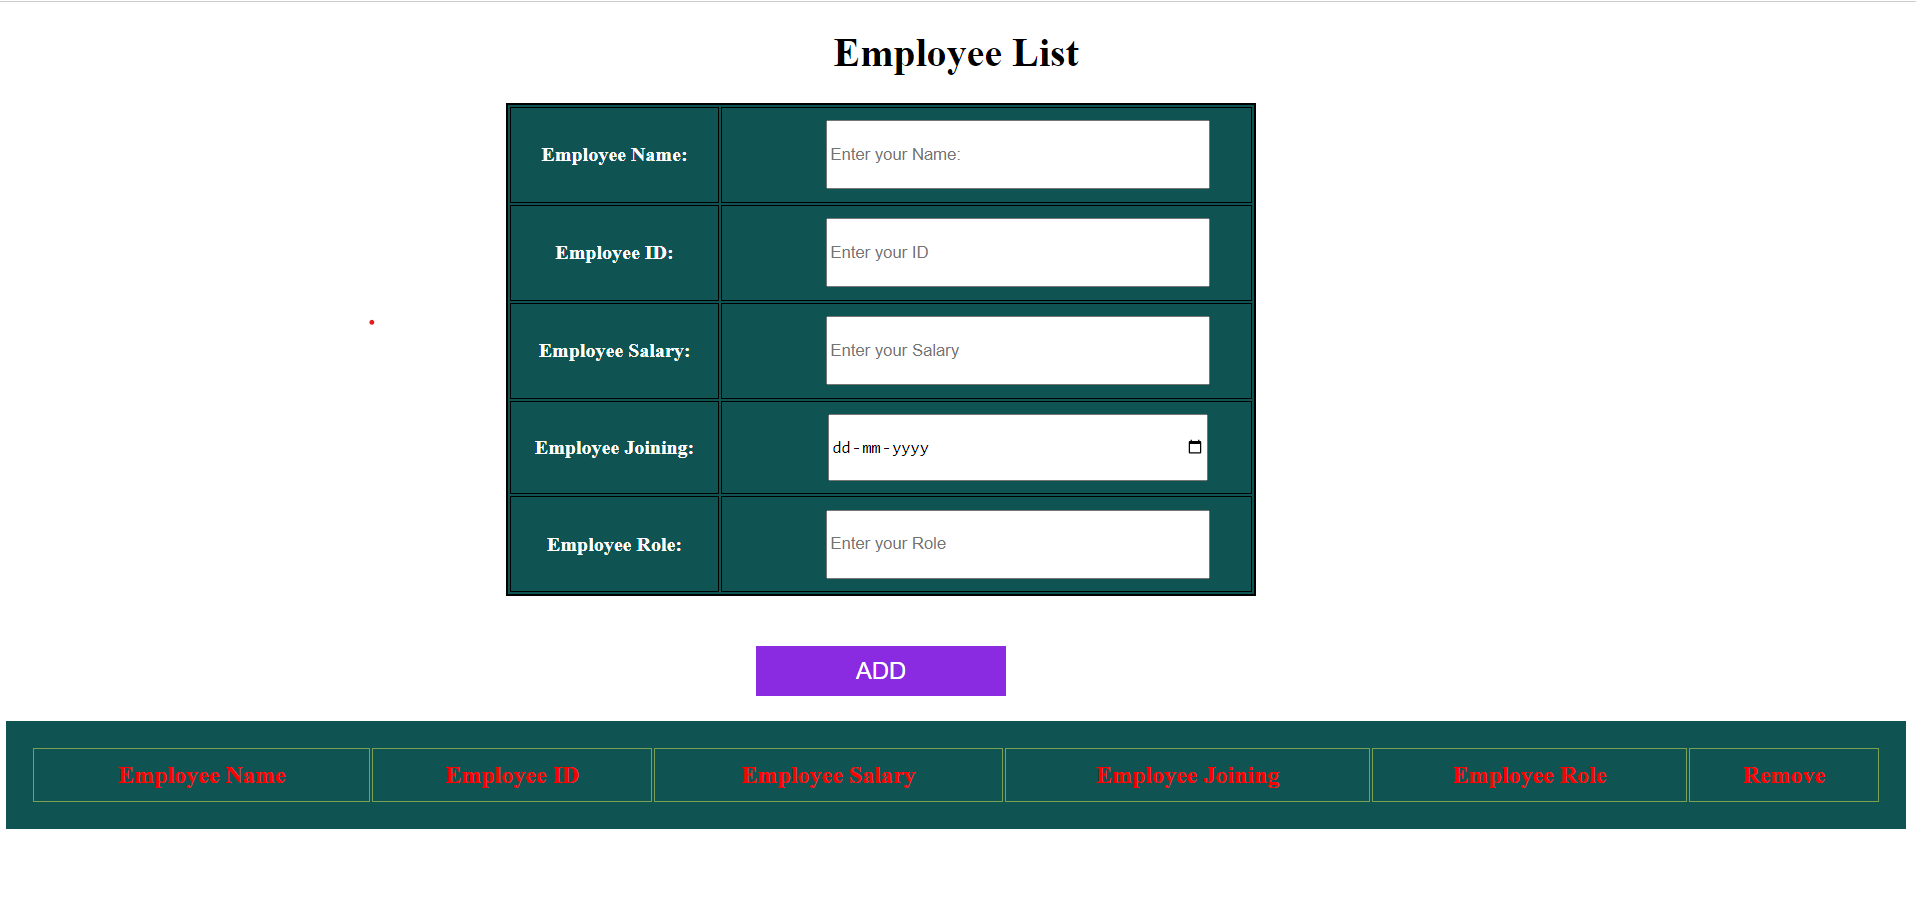 Employee List
Employee Name: Enter your Name:
Employee ID: Enter your ID
Employee Salary: Enter your Salary
Employee Joining: dd-mm-yyyy
Employee Role: Enter your Role
ADD
Employee Name Employee ID Employee Salary Employee Joining Employee Role Remove